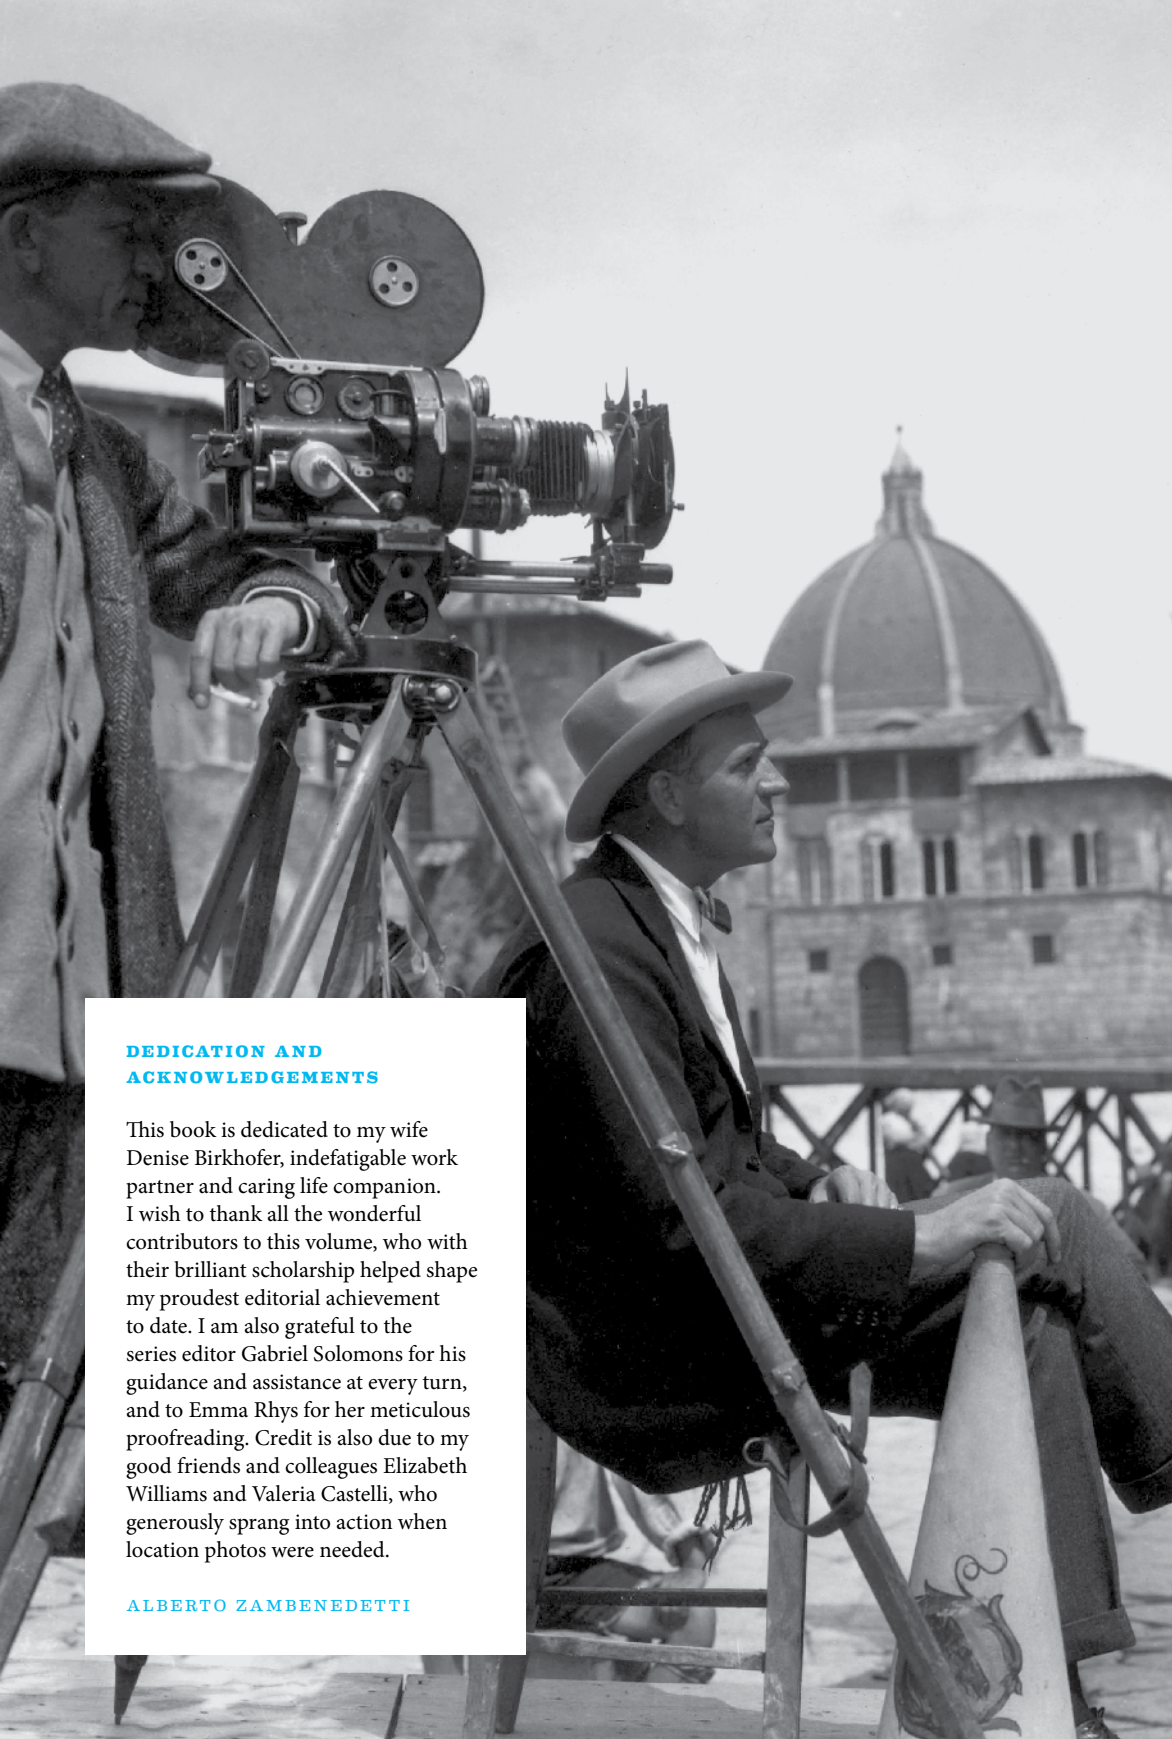 DEDICATION AND
ACKNOWLEDGEMENTS
This book is dedicated to my wife
Denise Birkhofer, indefatigable work
partner and caring life companion.
I wish to thank all the wonderful
contributors to this volume, who with
their brilliant scholarship helped shape
my proudest editorial achievement
to date. I am also grateful to the
series editor Gabriel Solomons for his
guidance and assistance at every turn,
and to Emma Rhys for her meticulous
proofreading. Credit is also due to my
good friends and colleagues Elizabeth
Williams and Valeria Castelli, who
generously sprang into action when
location photos were needed.
ALBERTO ZAMBENEDETTI